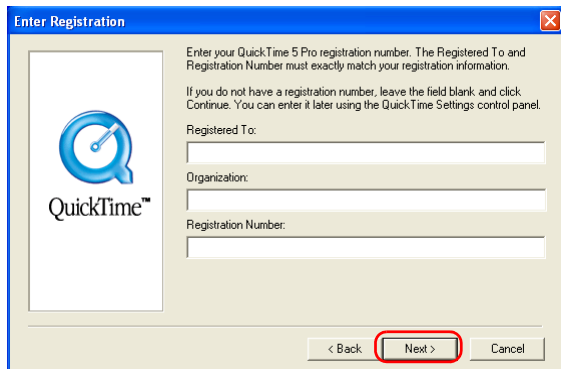 Enter Registration
Enter your QuickTime 5 Pro registration number. The Registered To and
Registration Number must exactly match your registration information.
If you do not have a registration number, leave the field blank and click
Continue. You can enter it later using the QuickTime Settings control panel.
Registered To:
Organization:
Registration Number:
QuickTime™
< Back
Next >
Cancel